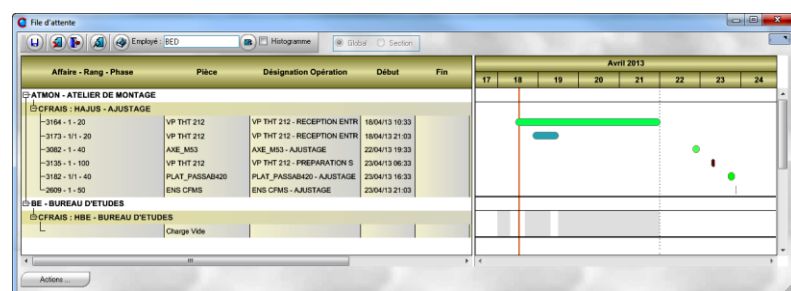 File d'attente
Employé : BED Histogramme Global Section
Affaire - Rang - Phase Pièce Désignation Opération Début Fin
Avril 2013
17 18 19 20 21 22 23 24
ATMON - ATELIER DE MONTAGE
CFRAIS : HAJUS - AJUSTAGE
3164 - 1 - 20 VP THT 212 VP THT 212 - RECEPTION ENTR 18/04/13 10:33
3173 - 1/1 - 20 VP THT 212 VP THT 212 - RECEPTION ENTR 18/04/13 21:03
3082 - 1 - 40 AXE_M53 AXE_M53 - AJUSTAGE 22/04/13 19:33
3135 - 1 - 100 VP THT 212 VP THT 212 - PREPARATION S 23/04/13 06:33
3182 - 1/1 - 40 PLAT_PASSAB420 PLAT_PASSAB420 - AJUSTAGE 23/04/13 16:33
2609 - 1 - 50 ENS CFMS ENS CFMS - AJUSTAGE 23/04/13 21:03
BE - BUREAU D'ETUDES
CFRAIS : HBE - BUREAU D'ETUDES
Charge Vide
Actions ...